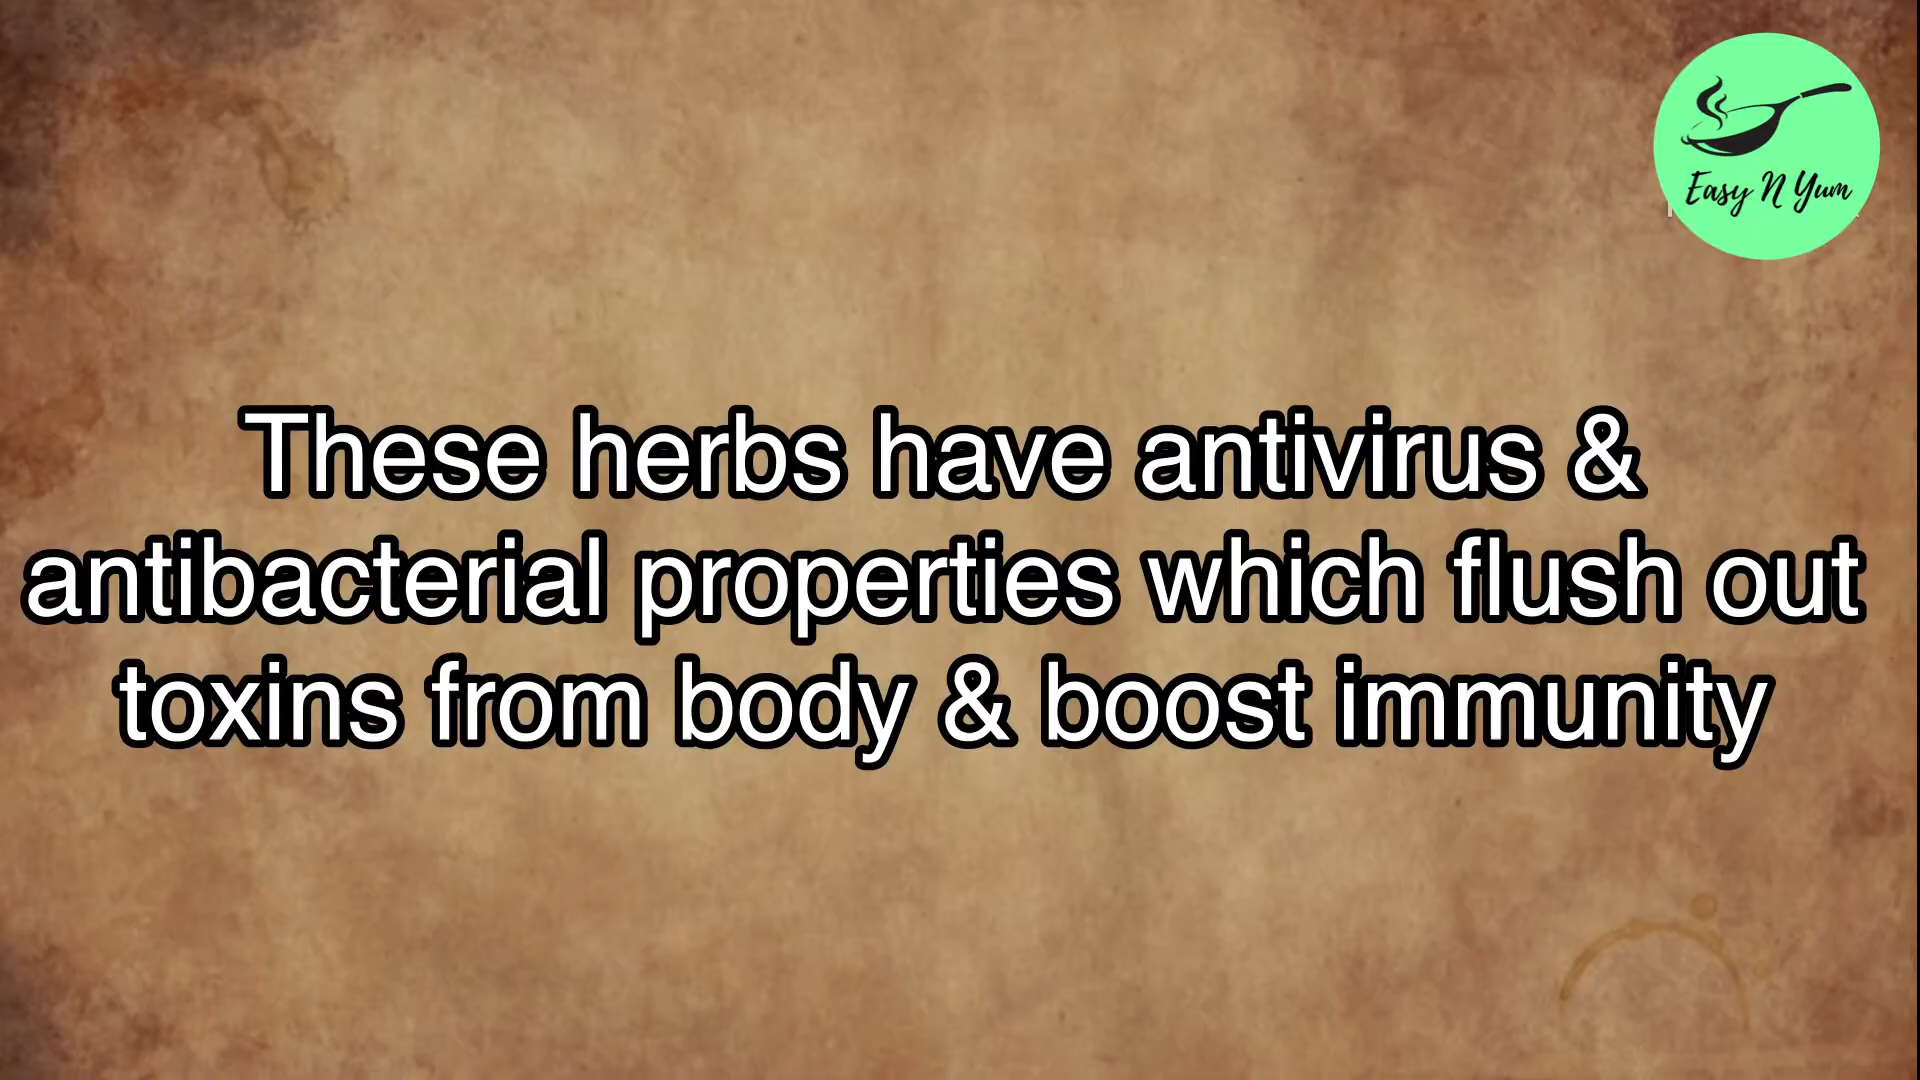 Easy N Yum
These herbs have antivirus &
antibacterial properties which flush out
toxins from body & boost immunity